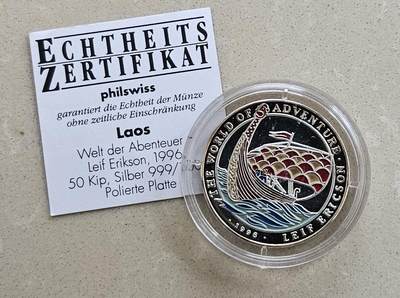 ECHTHEITS
ZERTIFIKAT
philswiss
garantiert die Echtheit der Münze
ohne zeitliche Einschränkung
Laos
Welt der Abenteuer
Leif Erikson, 1996
50 Kip, Silber 999/
Polierte Platte
THE WORLD OF ADVENTURE
· 1996 · LEIF ERICSON ·